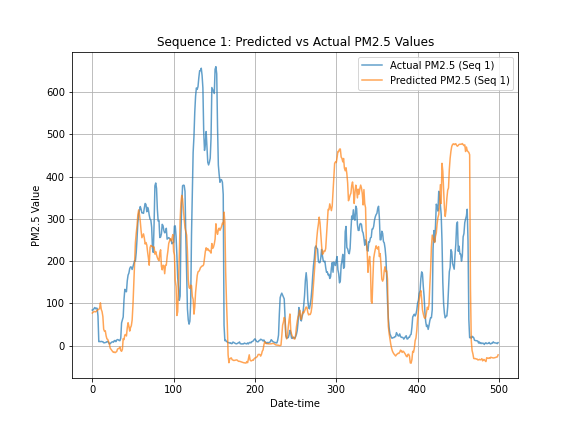 Sequence 1: Predicted vs Actual PM2.5 Values
Actual PM2.5 (Seq 1)
Predicted PM2.5 (Seq 1)
600
500
400
300
200
100
0
PM2.5 Value
0 100 200 300 400 500
Date-time